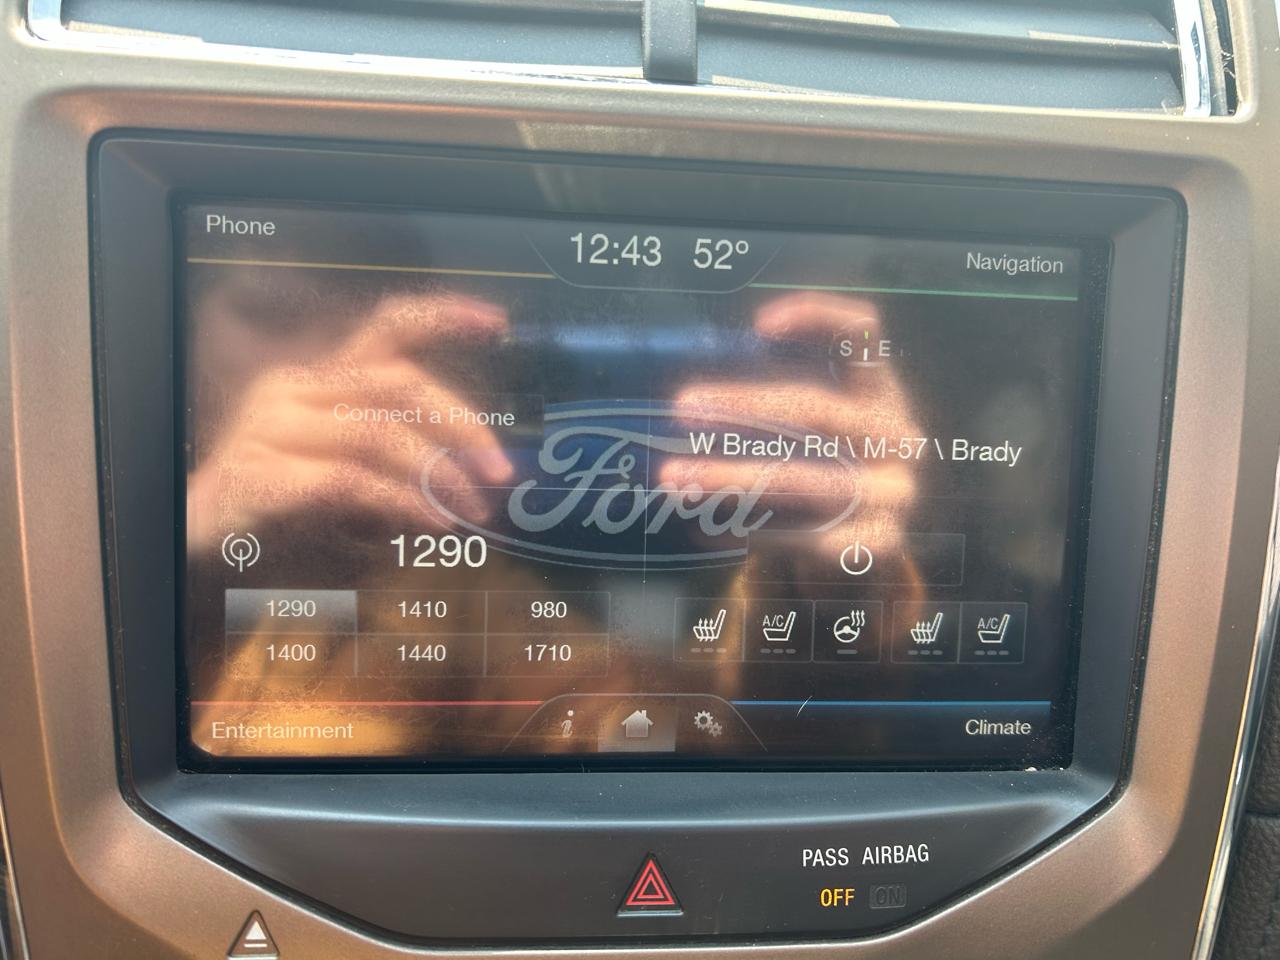 Phone
12:43 52°
Navigation
S E
Connect a Phone
W Brady Rd \ M-57 \ Brady
Ford
1290
1290 1410 980
1400 1440 1710
A/C A/C
Entertainment
i
Climate
PASS AIRBAG
OFF ON